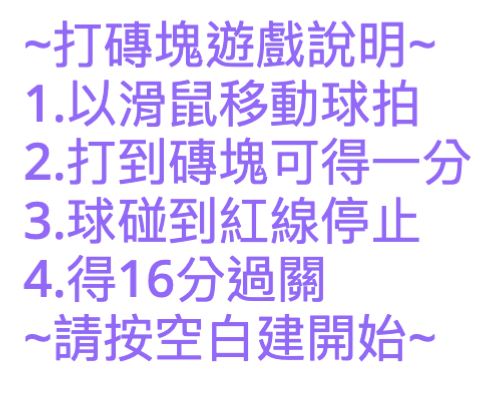 ~打磚塊遊戲說明~
1.以滑鼠移動球拍
2.打到磚塊可得一分
3.球碰到紅線停止
4.得16分過關
~請按空白建開始~